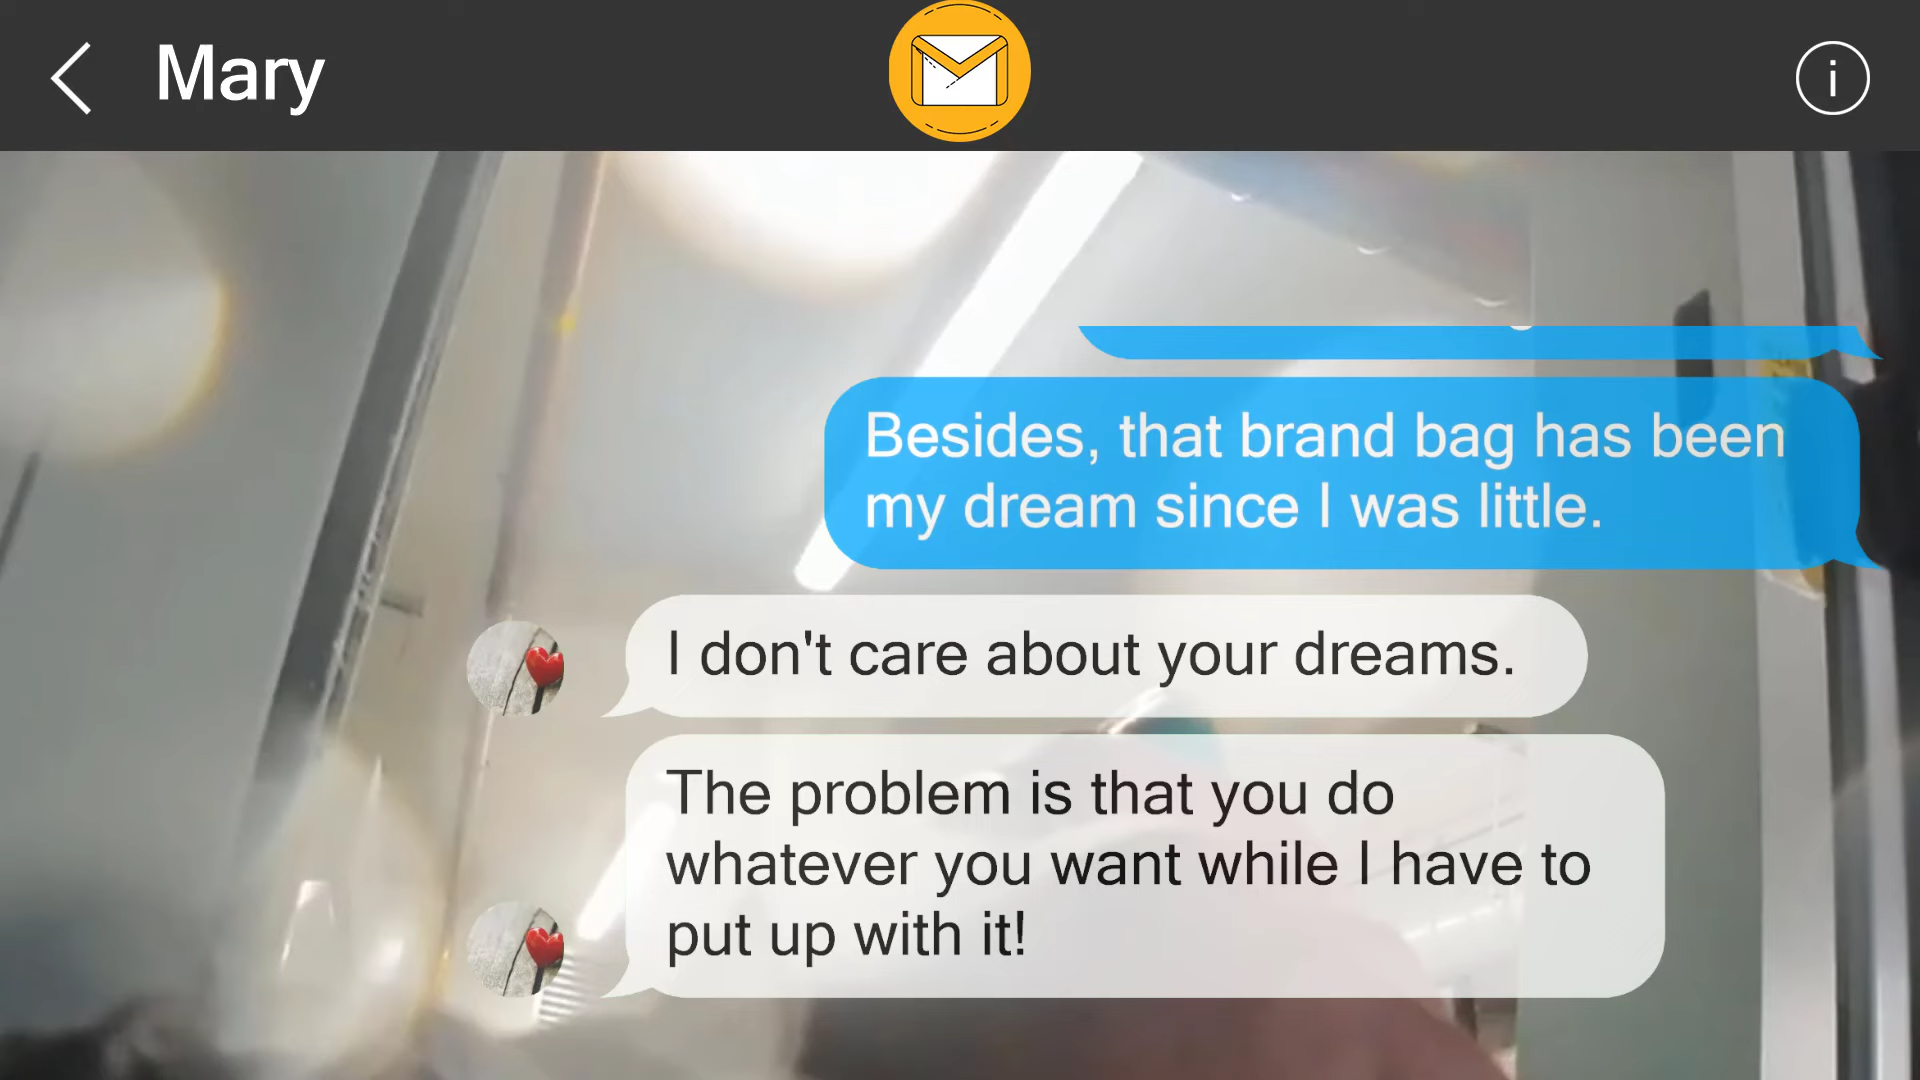 Mary
i
Besides, that brand bag has been
my dream since I was little.
I don't care about your dreams.
The problem is that you do
whatever you want while I have to
put up with it!